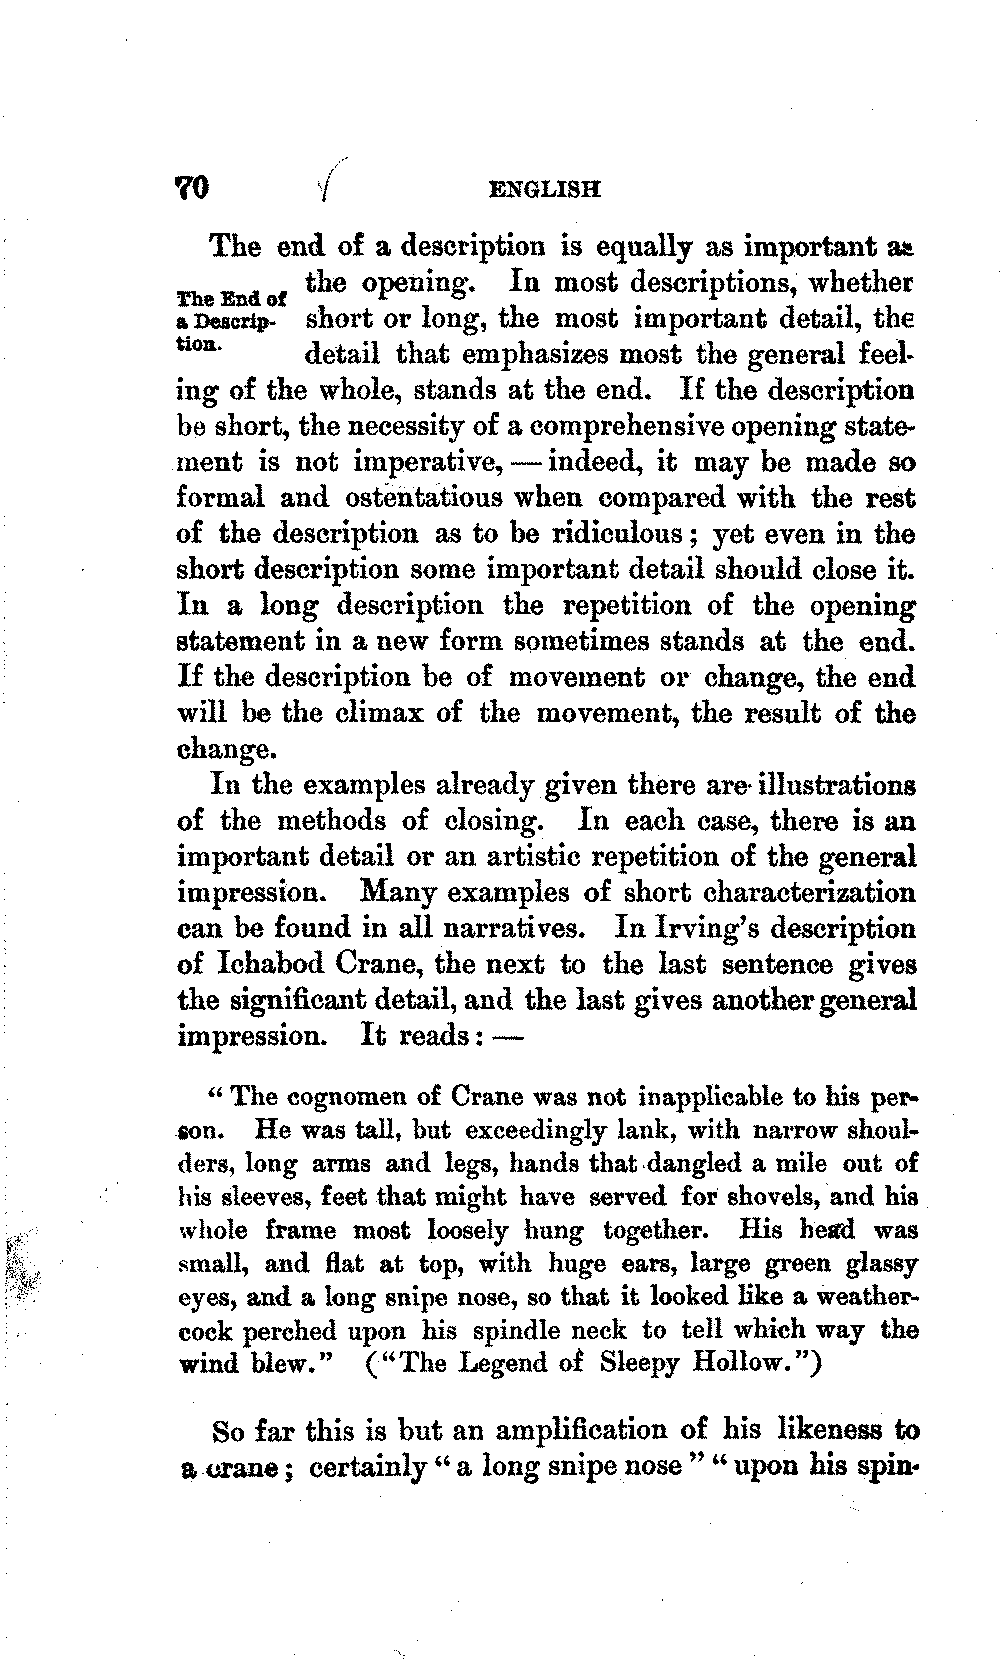 70 ENGLISH
The end of a description is equally as important as
The End of
a Descrip-
tion.
the opening. In most descriptions, whether
short or long, the most important detail, the
detail that emphasizes most the general feel-
ing of the whole, stands at the end. If the description
be short, the necessity of a comprehensive opening state-
ment is not imperative, — indeed, it may be made so
formal and ostentatious when compared with the rest
of the description as to be ridiculous; yet even in the
short description some important detail should close it.
In a long description the repetition of the opening
statement in a new form sometimes stands at the end.
If the description be of movement or change, the end
will be the climax of the movement, the result of the
change.
In the examples already given there are illustrations
of the methods of closing. In each case, there is an
important detail or an artistic repetition of the general
impression. Many examples of short characterization
can be found in all narratives. In Irving's description
of Ichabod Crane, the next to the last sentence gives
the significant detail, and the last gives another general
impression. It reads: —
"The cognomen of Crane was not inapplicable to his per-
son. He was tall, but exceedingly lank, with narrow shoul-
ders, long arms and legs, hands that dangled a mile out of
his sleeves, feet that might have served for shovels, and his
whole frame most loosely hung together. His head was
small, and flat at top, with huge ears, large green glassy
eyes, and a long snipe nose, so that it looked like a weather-
cock perched upon his spindle neck to tell which way the
wind blew." ("The Legend of Sleepy Hollow.")
So far this is but an amplification of his likeness to
a crane; certainly "a long snipe nose" "upon his spin-